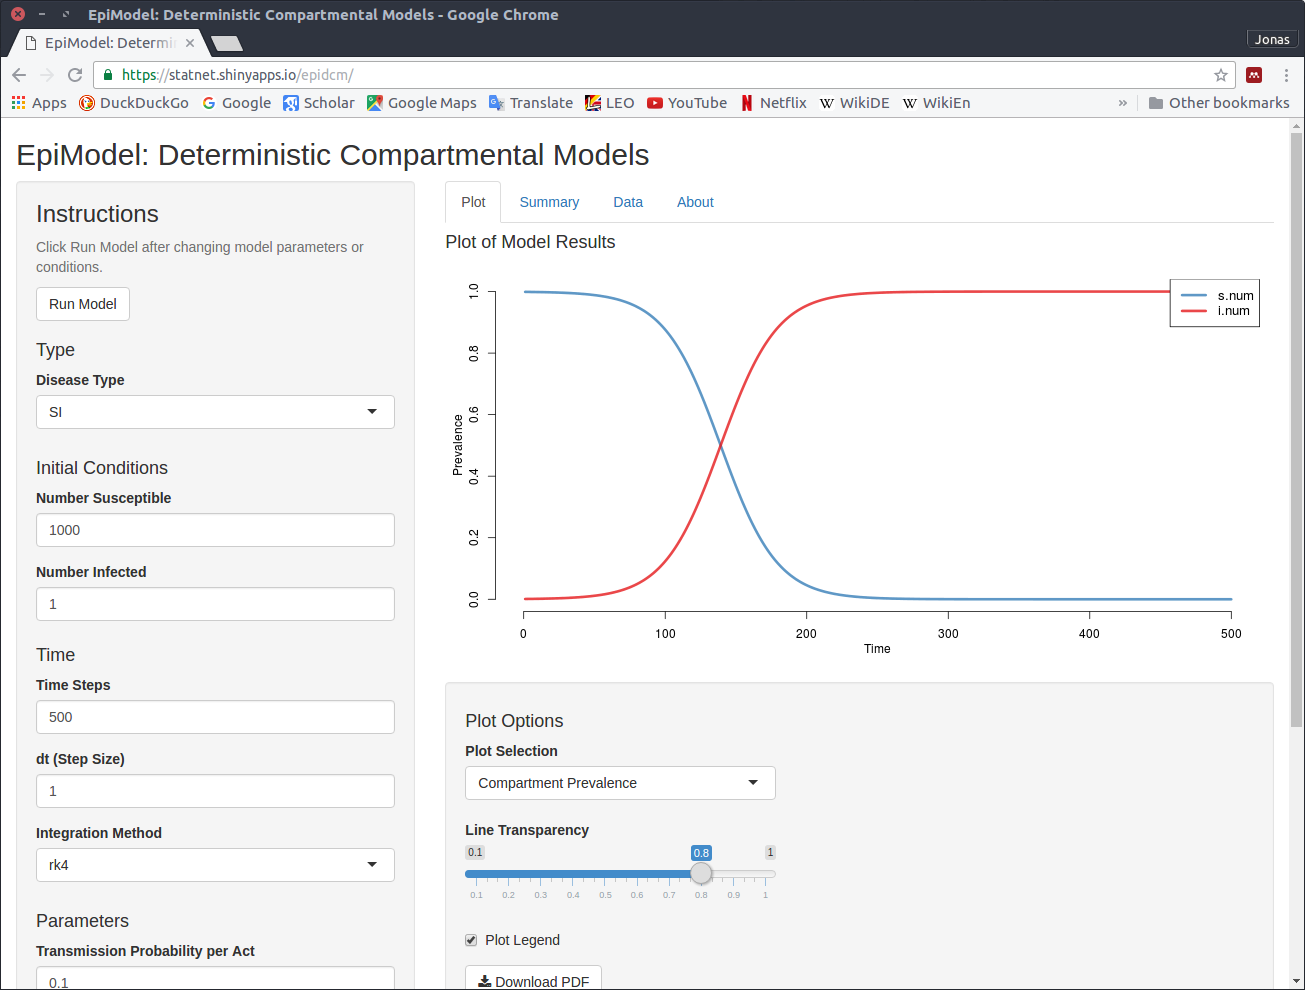 EpiModel: Deterministic Compartmental Models - Google Chrome
EpiModel: Determi
Jonas
https://statnet.shinyapps.io/epidcm/
Apps DuckDuckGo Google Scholar Google Maps Translate LEO YouTube Netflix WikiDE WikiEn » Other bookmarks
EpiModel: Deterministic Compartmental Models
Instructions
Click Run Model after changing model parameters or
conditions.
Run Model
Type
Disease Type
SI
Initial Conditions
Number Susceptible
1000
Number Infected
1
Time
Time Steps
500
dt (Step Size)
1
Integration Method
rk4
Parameters
Transmission Probability per Act
0.1
Plot Summary Data About
Plot of Model Results
s.num
i.num
Prevalence
1.0
0.8
0.6
0.4
0.2
0.0
0 100 200 300 400 500
Time
Plot Options
Plot Selection
Compartment Prevalence
Line Transparency
0.1 0.8 1
0.1 0.2 0.3 0.4 0.5 0.6 0.7 0.8 0.9 1
Plot Legend
Download PDF